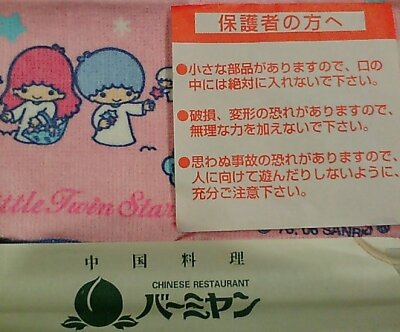 保護者の方へ
●小さな部品がありますので、口の
中には絶対に入れないで下さい。
●破損、変形の恐れがありますので、
無理な力を加えないで下さい。
●思わぬ事故の恐れがありますので、
人に向けて遊んだりしないように、
充分ご注意下さい。
Little Twin Star
'76, 06 SANRIO
中国料理
CHINESE RESTAURANT
バーミヤン